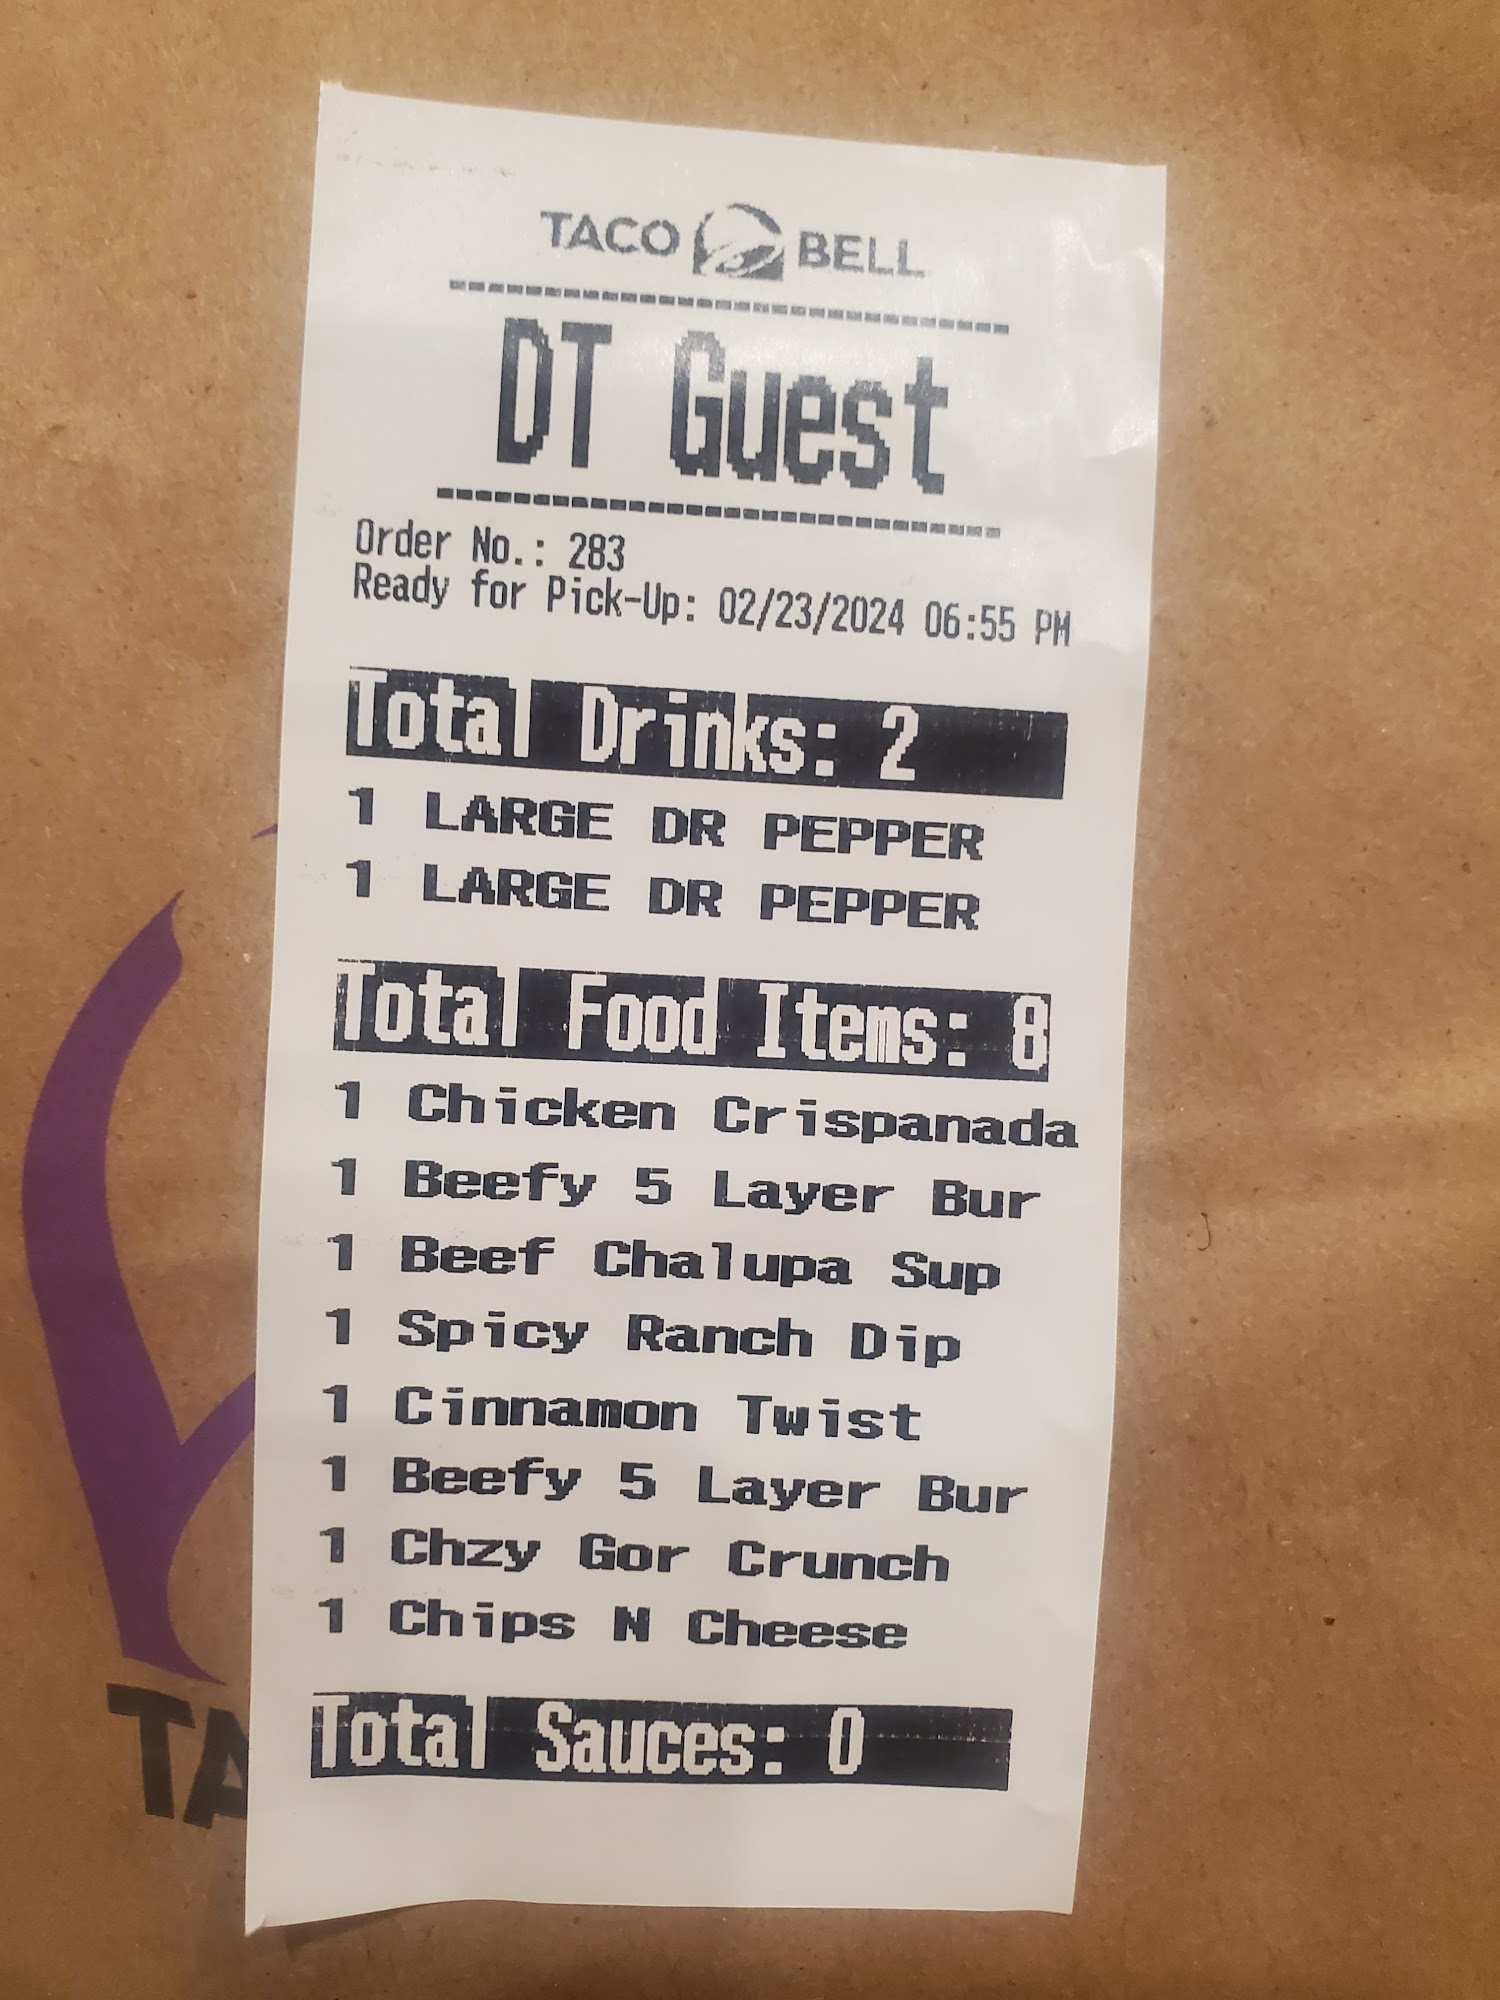 TACO BELL
DT Guest
Order No.: 283
Ready for Pick-Up: 02/23/2024 06:55 PM
Total Drinks: 2
1 LARGE DR PEPPER
1 LARGE DR PEPPER
Total Food Items: 8
1 Chicken Crispanada
1 Beefy 5 Layer Bur
1 Beef Chalupa Sup
1 Spicy Ranch Dip
1 Cinnamon Twist
1 Beefy 5 Layer Bur
1 Chzy Gor Crunch
1 Chips N Cheese
Total Sauces: 0
TA